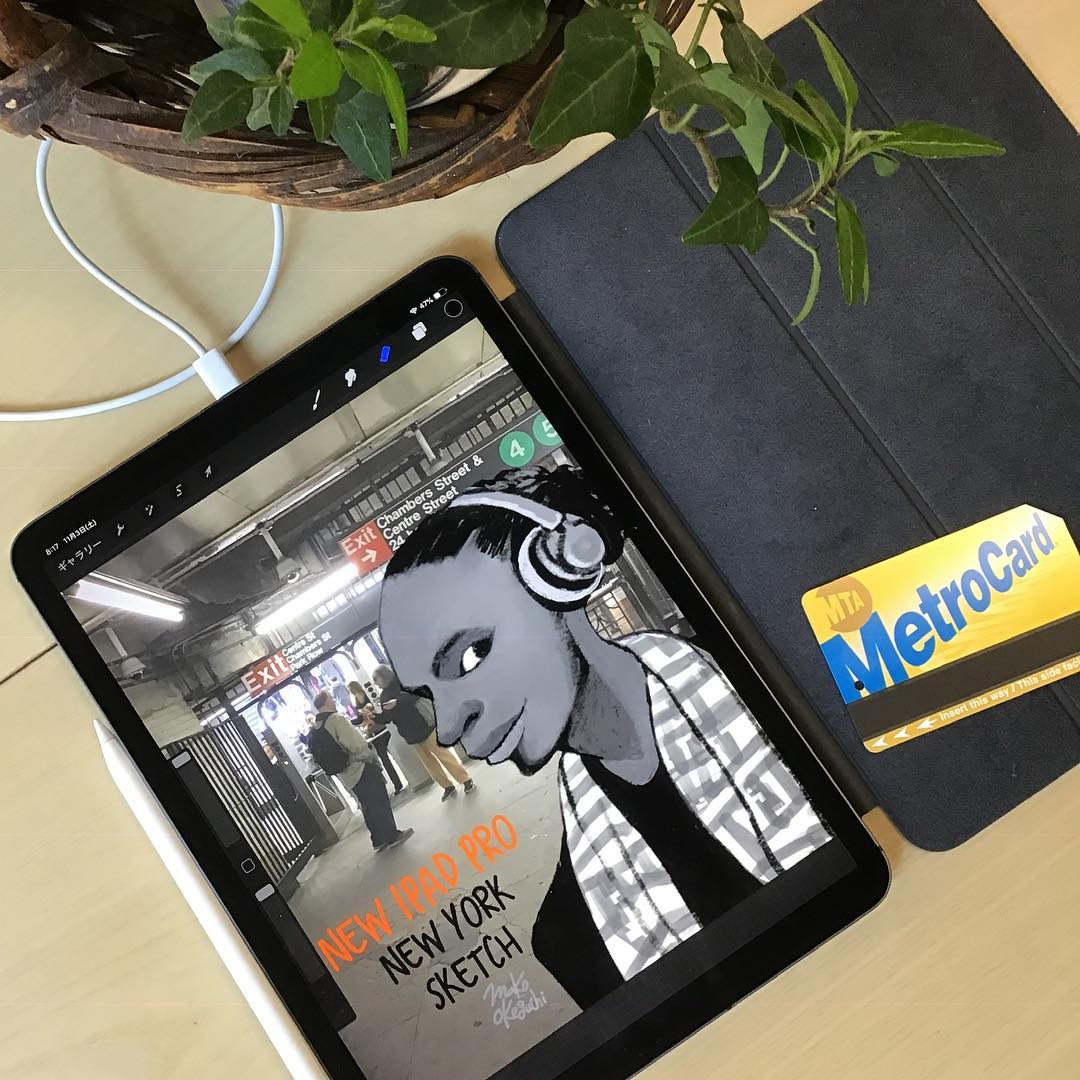 47%
8:17 11月3日(土)
ギャラリー
4 5
Exit
Chambers Street &
Centre Street
24
Exit
Centre St
Chambers St
Park Row
NEW IPAD PRO
NEW YORK
SKETCH
Mako
Okeguchi
MTA
MetroCard
Insert this way / This side fac